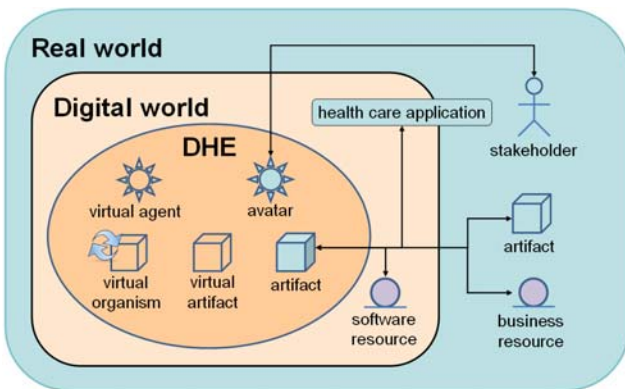 Real world
Digital world
health care application
DHE
stakeholder
virtual agent
avatar
artifact
virtual
organism
virtual
artifact
artifact
software
resource
business
resource